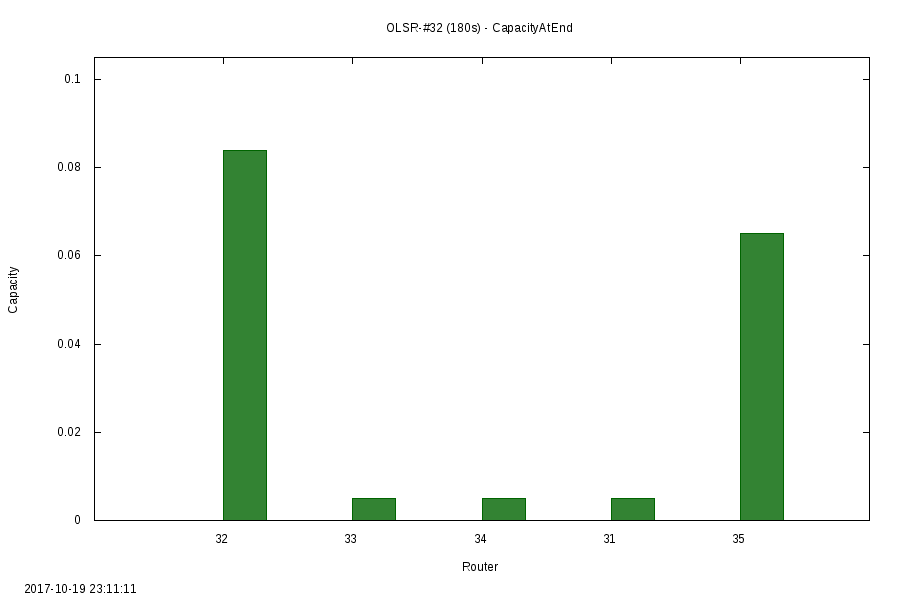 OLSR-#32 (180s) - CapacityAtEnd
0.1
0.08
0.06
0.04
0.02
0
Capacity
32 33 34 31 35
Router
2017-10-19 23:11:11